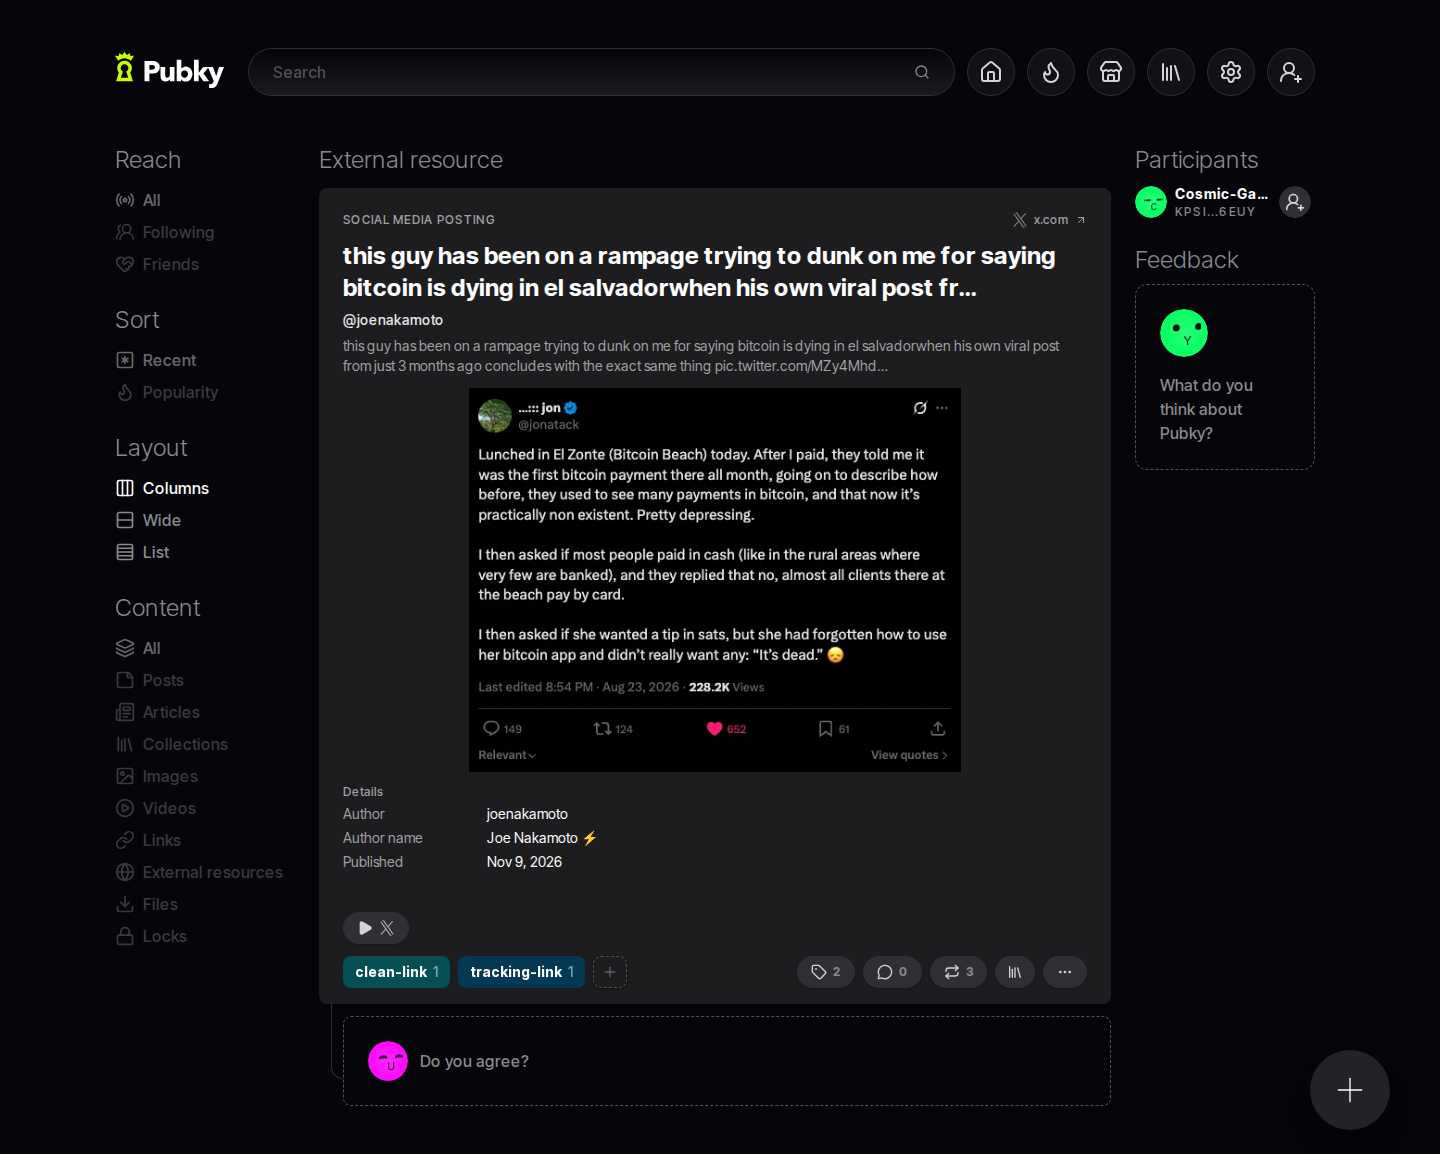 Pubky
Search
Reach
All
Following
Friends
Sort
Recent
Popularity
Layout
Columns
Wide
List
Content
All
Posts
Articles
Collections
Images
Videos
Links
External resources
Files
Locks
External resource
SOCIAL MEDIA POSTING
x.com
this guy has been on a rampage trying to dunk on me for saying
bitcoin is dying in el salvadorwhen his own viral post fr...
@joenakamoto
this guy has been on a rampage trying to dunk on me for saying bitcoin is dying in el salvadorwhen his own viral post
from just 3 months ago concludes with the exact same thing pic.twitter.com/MZy4Mhd...
...::: jon
@jonatack
Lunched in El Zonte (Bitcoin Beach) today. After I paid, they told me it
was the first bitcoin payment there all month, going on to describe how
before, they used to see many payments in bitcoin, and that now it's
practically non existent. Pretty depressing.
I then asked if most people paid in cash (like in the rural areas where
very few are banked), and they replied that no, almost all clients there at
the beach pay by card.
I then asked if she wanted a tip in sats, but she had forgotten how to use
her bitcoin app and didn't really want any: “It's dead.” 😞
Last edited 8:54 PM · Aug 23, 2026 · 228.2K Views
149 124 652 61
Relevant View quotes
Details
Author joenakamoto
Author name Joe Nakamoto ⚡
Published Nov 9, 2026
clean-link 1 tracking-link 1
2 0 3
Do you agree?
Participants
Cosmic-Ga...
KPSI...6EUY
Feedback
What do you
think about
Pubky?